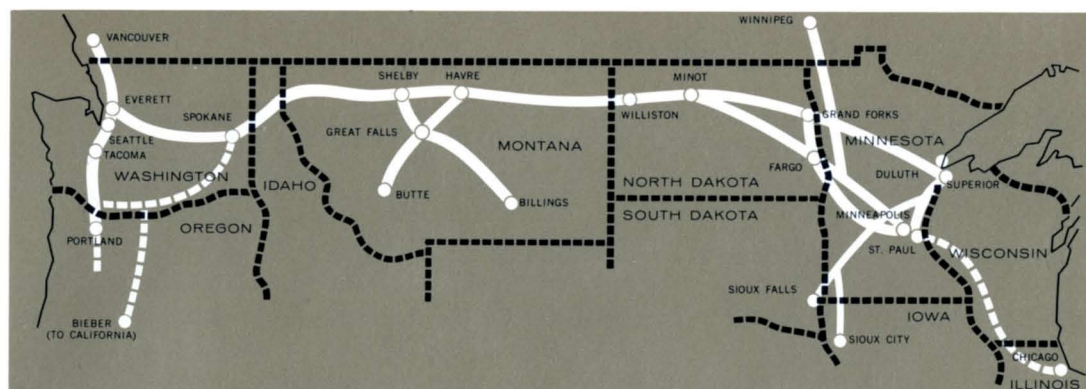 VANCOUVER
WINNIPEG
EVERETT
SEATTLE
TACOMA
SPOKANE
SHELBY
HAVRE
MINOT
WILLISTON
GRAND FORKS
GREAT FALLS
MONTANA
MINNESOTA
FARGO
WASHINGTON
IDAHO
BUTTE
BILLINGS
NORTH DAKOTA
SOUTH DAKOTA
DULUTH
SUPERIOR
OREGON
PORTLAND
MINNEAPOLIS
ST. PAUL
WISCONSIN
SIOUX FALLS
IOWA
BIEBER
(TO CALIFORNIA)
SIOUX CITY
CHICAGO
ILLINOIS